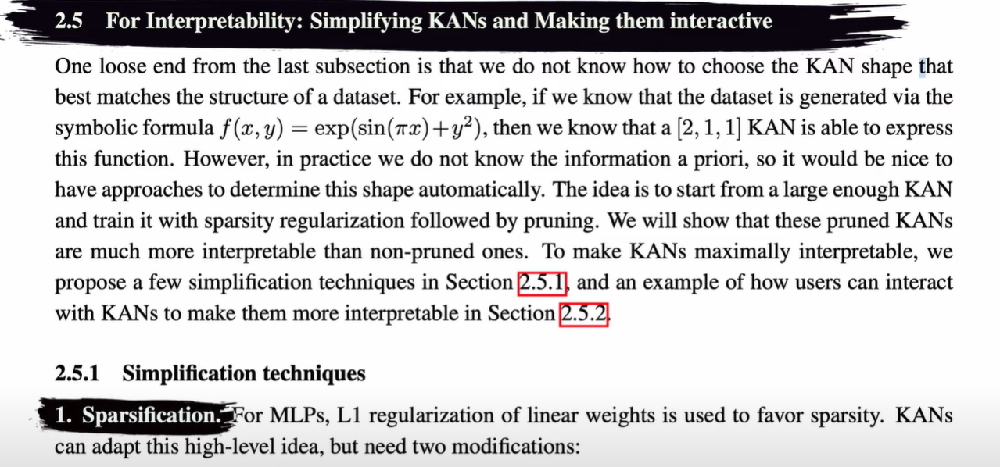 2.5 For Interpretability: Simplifying KANs and Making them interactive
One loose end from the last subsection is that we do not know how to choose the KAN shape that
best matches the structure of a dataset. For example, if we know that the dataset is generated via the
symbolic formula f(x, y) = exp(sin(πx)+y²), then we know that a [2, 1, 1] KAN is able to express
this function. However, in practice we do not know the information a priori, so it would be nice to
have approaches to determine this shape automatically. The idea is to start from a large enough KAN
and train it with sparsity regularization followed by pruning. We will show that these pruned KANs
are much more interpretable than non-pruned ones. To make KANs maximally interpretable, we
propose a few simplification techniques in Section 2.5.1, and an example of how users can interact
with KANs to make them more interpretable in Section 2.5.2.
2.5.1 Simplification techniques
1. Sparsification. For MLPs, L1 regularization of linear weights is used to favor sparsity. KANs
can adapt this high-level idea, but need two modifications: